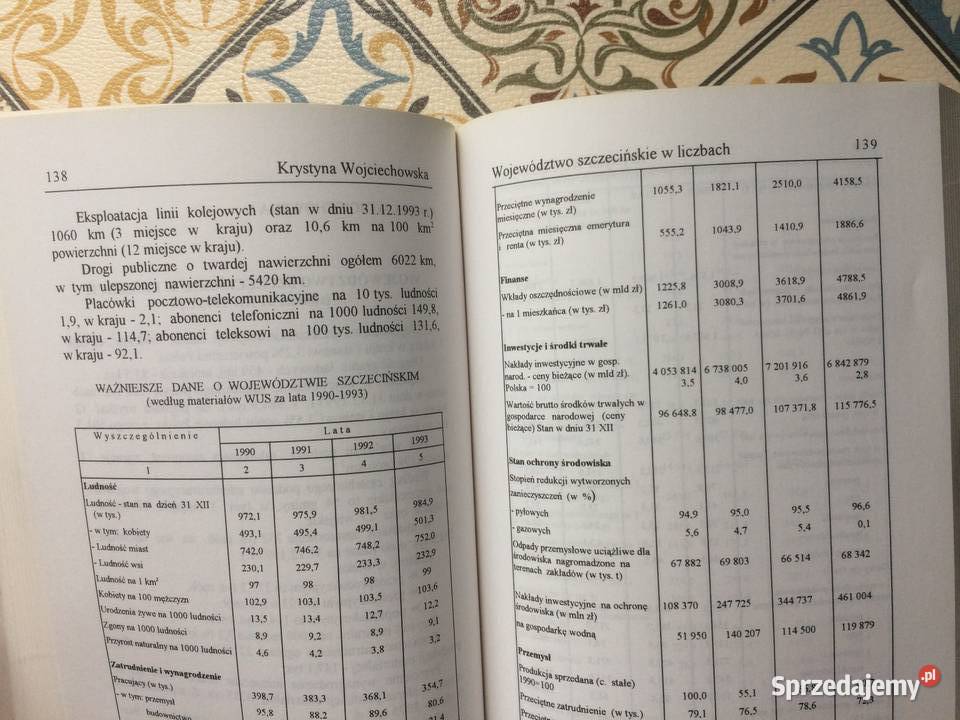 138 Krystyna Wojciechowska
Eksploatacja linii kolejowych (stan w dniu 31.12.1993 r.)
1060 km (3 miejsce w kraju) oraz 10,6 km na 100 km²
powierzchni (12 miejsce w kraju).
Drogi publiczne o twardej nawierzchni ogółem 6022 km,
w tym ulepszonej nawierzchni - 5420 km.
Placówki pocztowo-telekomunikacyjne na 10 tys. ludności
1,9, w kraju - 2,1; abonenci telefoniczni na 1000 ludności 149,8,
w kraju - 114,7; abonenci teleksowi na 100 tys. ludności 131,6,
w kraju - 92,1.
WAŻNIEJSZE DANE O WOJEWÓDZTWIE SZCZECIŃSKIM
(według materiałów WUS za lata 1990-1993)
Wyszczególnienie Lata
1990 1991 1992 1993
1 2 3 4 5
Ludność
Ludność - stan na dzień 31 XII
(w tys.) 972,1 975,9 981,5 984,9
- w tym: kobiety 493,1 495,4 499,1 501,3
- Ludność miast 742,0 746,2 748,2 752,0
- Ludność wsi 230,1 229,7 233,3 232,9
Ludność na 1 km² 97 98 98 99
Kobiety na 100 mężczyzn 102,9 103,1 103,5 103,6
Urodzenia żywe na 1000 ludności 13,5 13,4 12,7 12,2
Zgony na 1000 ludności 8,9 9,2 8,9 9,1
Przyrost naturalny na 1000 ludności 4,6 4,2 3,8 3,2
Zatrudnienie i wynagrodzenie
Pracujący (w tys.) 398,7 383,3 368,1 354,7
- w tym: przemysł 95,8 88,2 89,6 80,6
budownictwo
Województwo szczecińskie w liczbach 139
Przeciętne wynagrodzenie
miesięczne (w tys. zł) 1055,3 1821,1 2510,0 4158,5
Przeciętna miesięczna emerytura
i renta (w tys. zł) 555,2 1043,9 1410,9 1886,6
Finanse
Wkłady oszczędnościowe (w mld zł) 1225,8 3008,9 3618,9 4788,5
- na 1 mieszkańca (w tys. zł) 1261,0 3080,3 3701,6 4861,9
Inwestycje i środki trwałe
Nakłady inwestycyjne w gosp.
narod. - ceny bieżące (w mld zł). 4 053 814 6 738 005 7 201 916 6 842 879
Polska = 100 3,5 4,0 3,6 2,8
Wartość brutto środków trwałych w
gospodarce narodowej (ceny
bieżące) Stan w dniu 31 XII 96 648,8 98 477,0 107 371,8 115 776,5
Stan ochrony środowiska
Stopień redukcji wytworzonych
zanieczyszczeń (w %)
- pyłowych 94,9 95,0 95,5 96,6
- gazowych 5,6 4,7 5,4 0,1
Odpady przemysłowe uciążliwe dla
środowiska nagromadzone na
terenach zakładów (w tys. t) 67 882 69 803 66 514 68 342
Nakłady inwestycyjne na ochronę
środowiska (w mln zł) 108 370 247 725 344 737 461 004
na gospodarkę wodną 51 950 140 207 114 500 119 879
Przemysł
Produkcja sprzedana (c. stałe)
1990=100 100,0 55,1
Przeciętne zatrudnienie (w tys.) 79,1 76,5 78,6 72,5
Sprzedajemy.pl